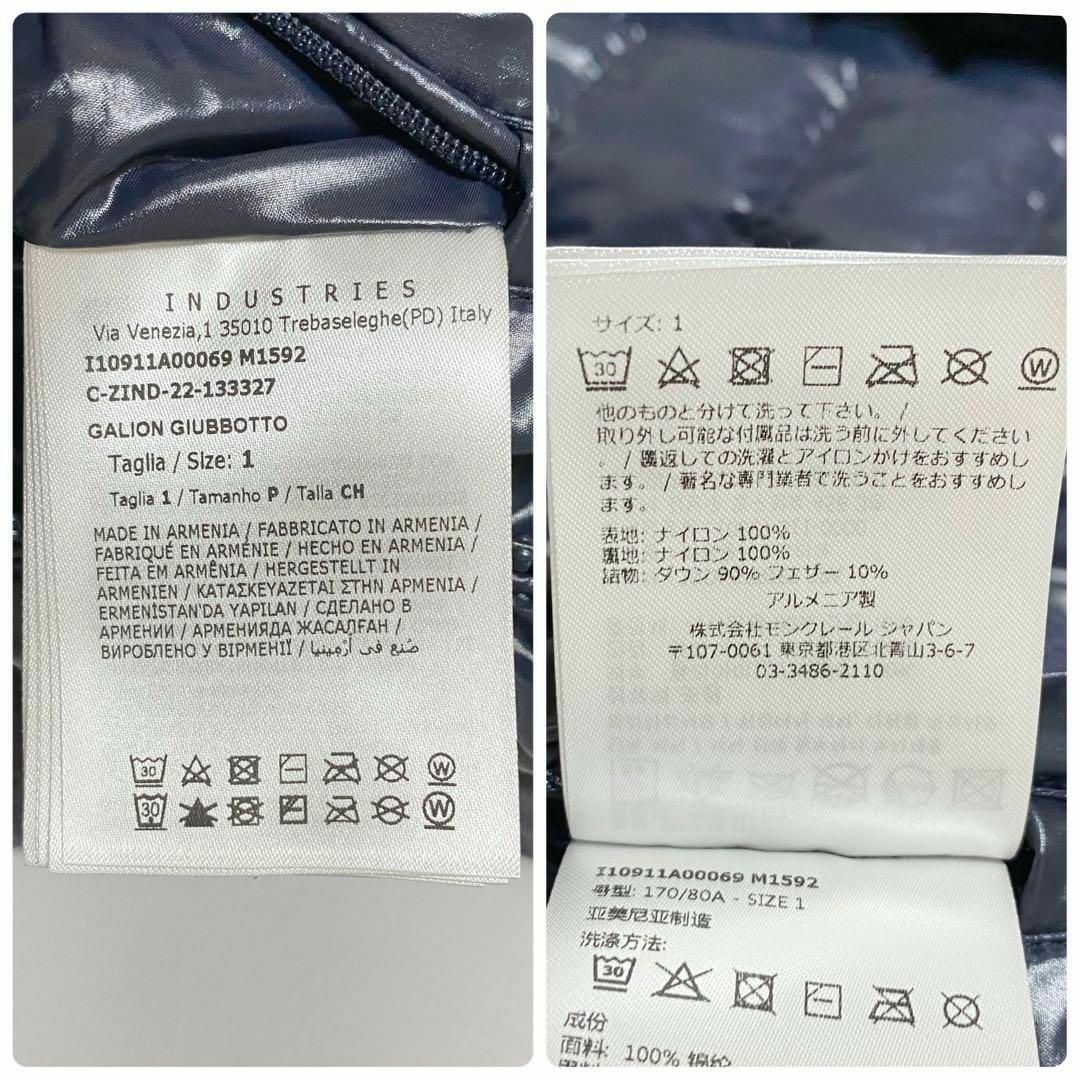 INDUSTRIES
Via Venezia,1 35010 Trebaseleghe(PD) Italy
I10911A00069 M1592
C-ZIND-22-133327
GALION GIUBBOTTO
Taglia / Size: 1
Taglia 1 / Tamanho P / Talla CH
MADE IN ARMENIA / FABBRICATO IN ARMENIA /
FABRIQUÉ EN ARMÉNIE / HECHO EN ARMENIA /
FEITA EM ARMÊNIA / HERGESTELLT IN
ARMENIEN / ΚΑΤΑΣΚΕΥΑΖΕΤΑΙ ΣΤΗΝ ΑΡΜΕΝΙΑ /
ERMENİSTAN'DA YAPILAN / СДЕЛАНО В
АРМЕНИИ / АРМЕНИЯДА ЖАСАЛҒАН /
ВИРОБЛЕНО У ВІРМЕНІЇ / صُنع في أرْمِينيا
30
W
30
W
サイズ: 1
30
W
他のものと分けて洗って下さい。 /
取り外し可能な付属品は洗う前に外してください
。 / 裏返しての洗濯とアイロンかけをおすすめし
ます。 / 著名な専門業者で洗うことをおすすめし
ます。
表地: ナイロン 100%
裏地: ナイロン 100%
詰物: ダウン 90% フェザー 10%
アルメニア製
株式会社モンクレール ジャパン
〒107-0061 東京都港区北青山3-6-7
03-3486-2110
I10911A00069 M1592
号型: 170/80A - SIZE 1
亚美尼亚制造
洗涤方法:
30
成份
面料: 100% 锦纶